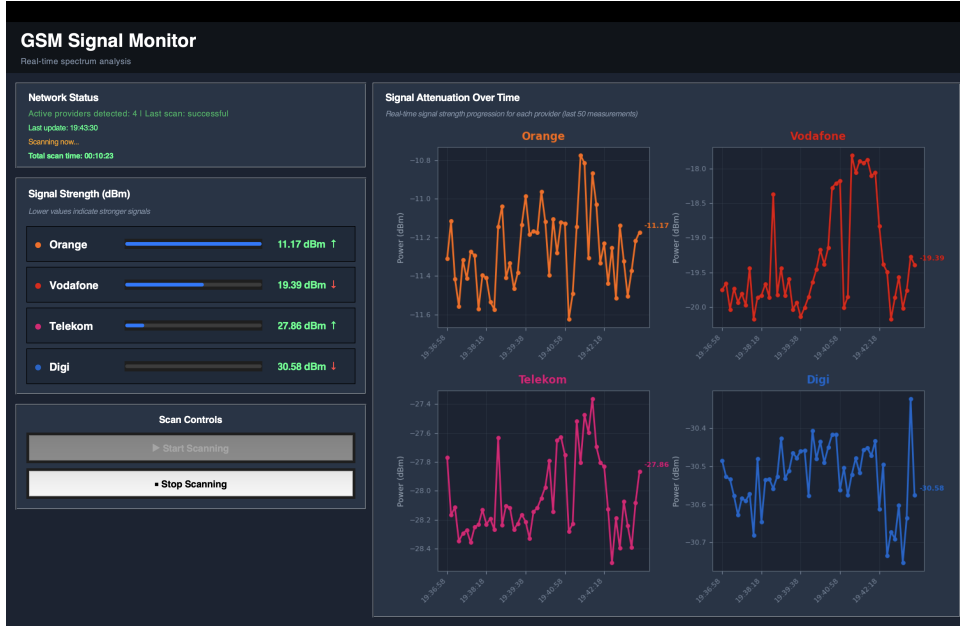 GSM Signal Monitor
Real-time spectrum analysis
Network Status
Active providers detected: 4 | Last scan: successful
Last update: 19:43:30
Scanning now...
Total scan time: 00:10:23
Signal Strength (dBm)
Lower values indicate stronger signals
Orange 11.17 dBm ↑
Vodafone 19.39 dBm ↓
Telekom 27.86 dBm ↑
Digi 30.58 dBm ↓
Scan Controls
▶ Start Scanning
▪ Stop Scanning
Signal Attenuation Over Time
Real-time signal strength progression for each provider (last 50 measurements)
Orange
Power (dBm)
−10.8
−11.0
−11.2
−11.4
−11.6
-11.17
19:36:58
19:38:18
19:39:38
19:40:58
19:42:18
Vodafone
Power (dBm)
−18.0
−18.5
−19.0
−19.5
−20.0
-19.39
19:36:58
19:38:18
19:39:38
19:40:58
19:42:18
Telekom
Power (dBm)
−27.4
−27.6
−27.8
−28.0
−28.2
−28.4
-27.86
19:36:58
19:38:18
19:39:38
19:40:58
19:42:18
Digi
Power (dBm)
−30.4
−30.5
−30.6
−30.7
-30.58
19:36:58
19:38:18
19:39:38
19:40:58
19:42:18